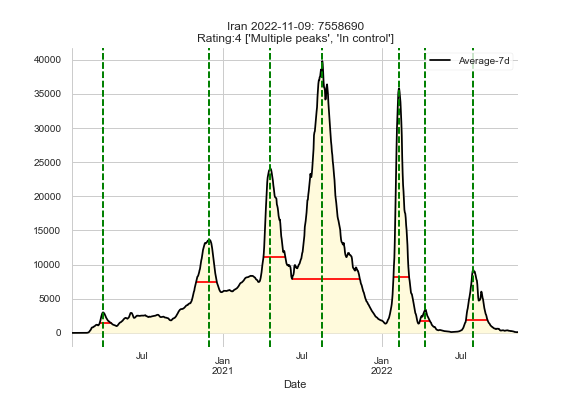 Iran 2022-11-09: 7558690
Rating:4 ['Multiple peaks', 'In control']
Average-7d
40000
35000
30000
25000
20000
15000
10000
5000
0
Jul
Jan
2021
Jul
Jan
2022
Jul
Date